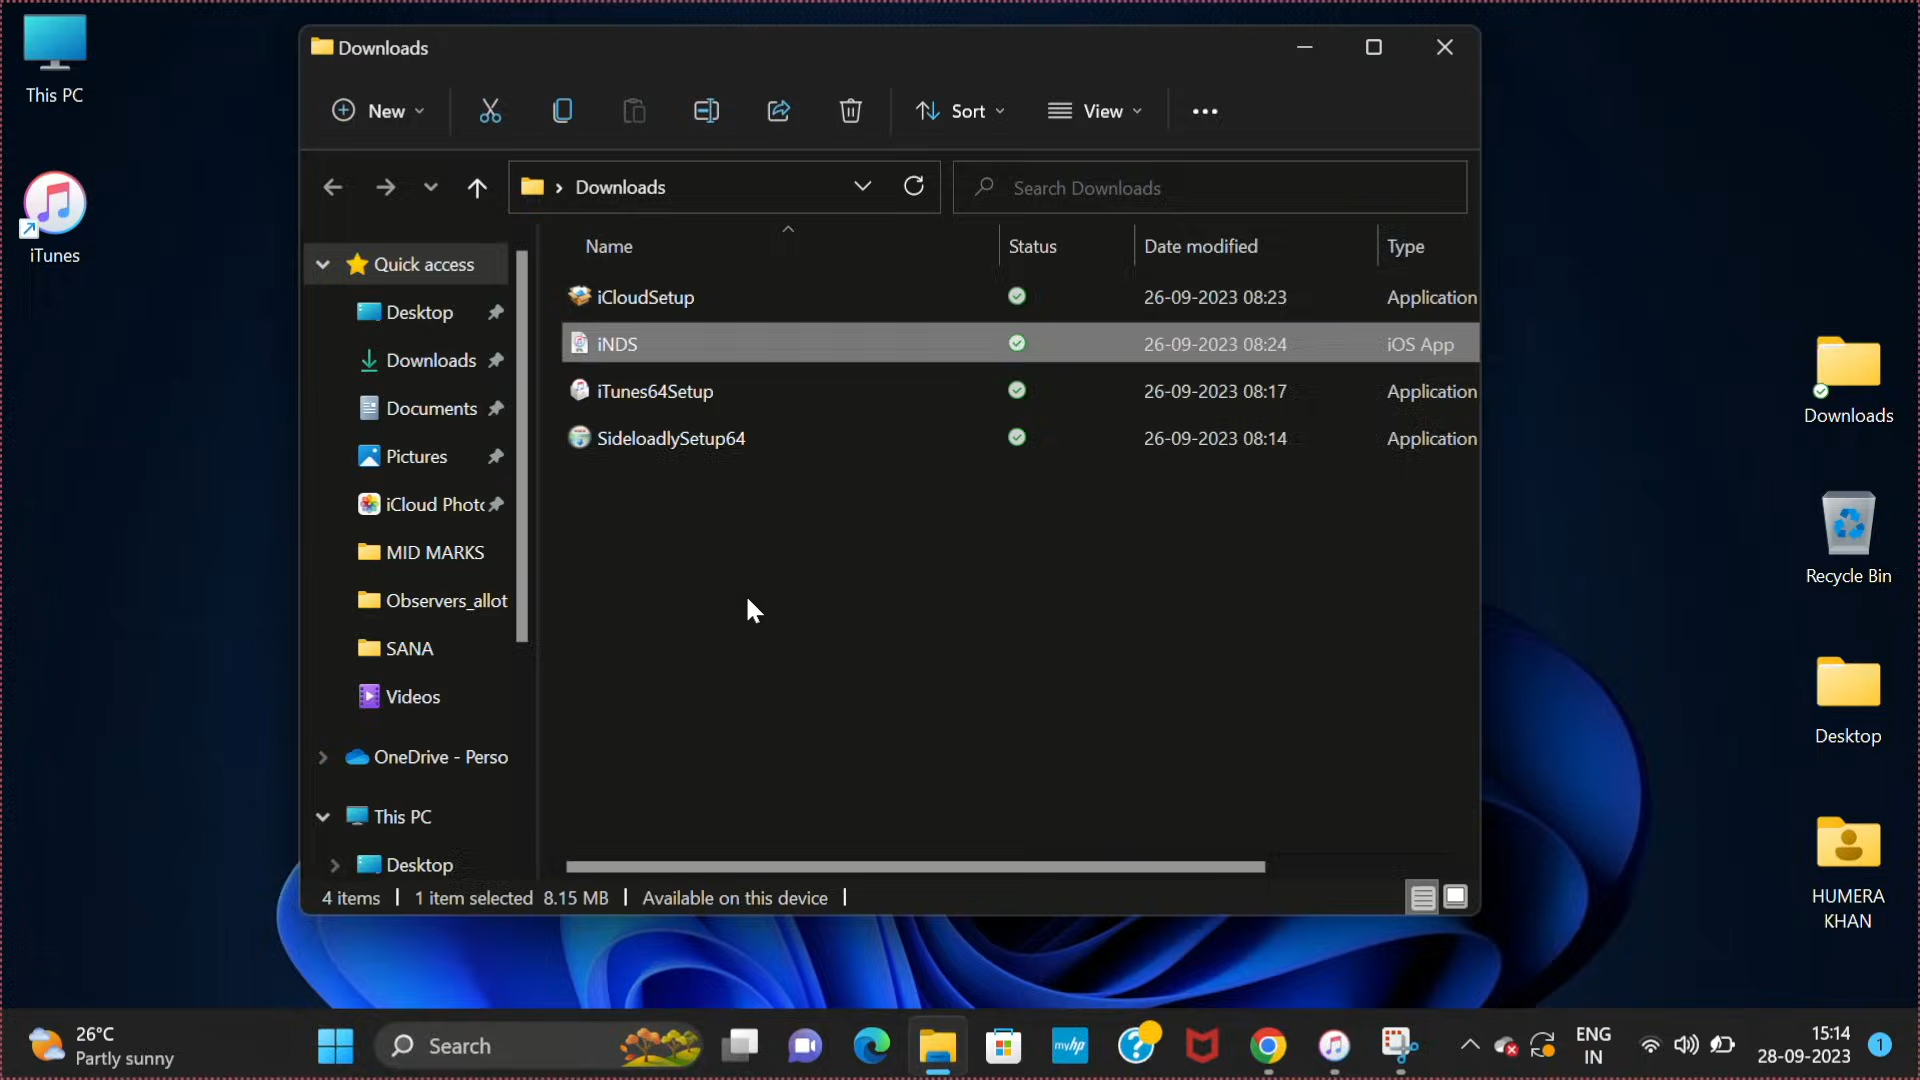 This PC
iTunes
Downloads
New
Sort
View
Downloads
Search Downloads
Name
Status
Date modified
Type
Quick access
Desktop
Downloads
Documents
Pictures
iCloud Photo
MID MARKS
Observers_allot
SANA
Videos
OneDrive - Perso
This PC
Desktop
iCloudSetup
26-09-2023 08:23
Application
iNDS
26-09-2023 08:24
iOS App
iTunes64Setup
26-09-2023 08:17
Application
SideloadlySetup64
26-09-2023 08:14
Application
4 items
1 item selected 8.15 MB
Available on this device
Downloads
Recycle Bin
Desktop
HUMERA
KHAN
26°C
Partly sunny
Search
myhp
ENG
IN
15:14
28-09-2023
1